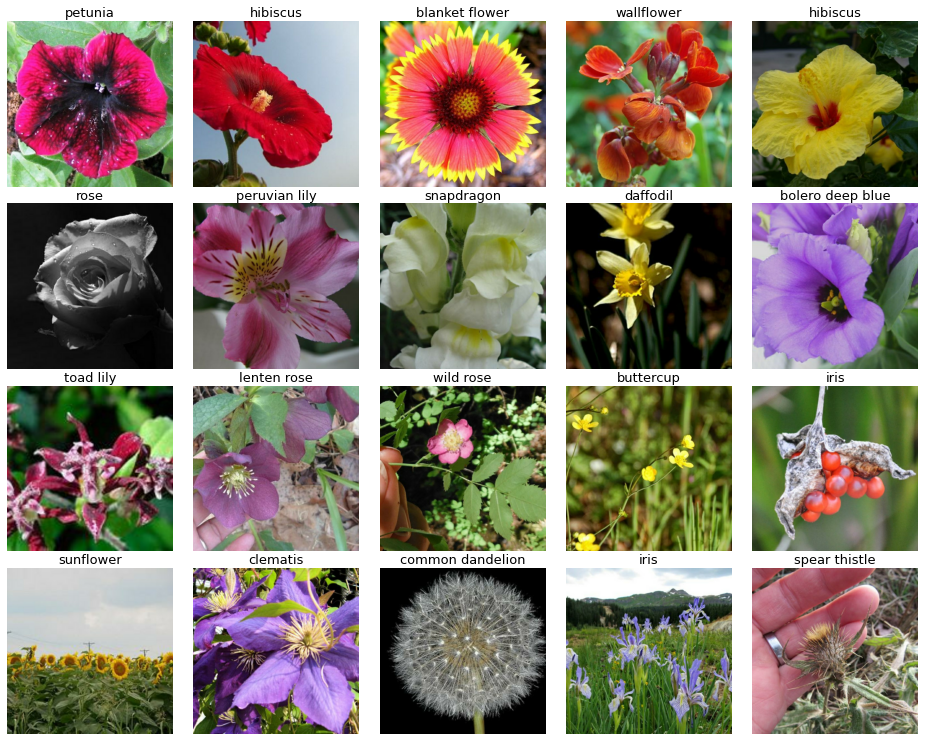 petunia
hibiscus
blanket flower
wallflower
hibiscus
rose
peruvian lily
snapdragon
daffodil
bolero deep blue
toad lily
lenten rose
wild rose
buttercup
iris
sunflower
clematis
common dandelion
iris
spear thistle